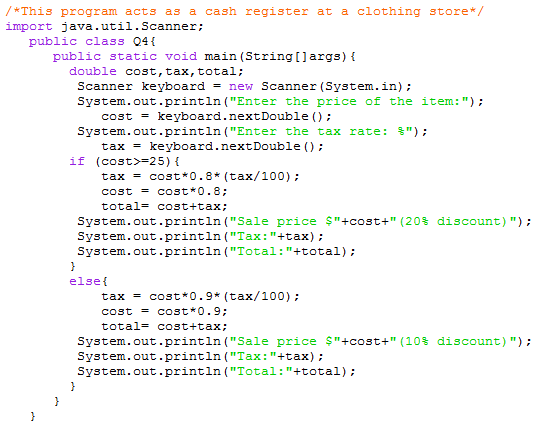 /*This program acts as a cash register at a clothing store*/
import java.util.Scanner;
public class Q4{
public static void main(String[]args){
double cost,tax,total;
Scanner keyboard = new Scanner(System.in);
System.out.println("Enter the price of the item:");
cost = keyboard.nextDouble();
System.out.println("Enter the tax rate: %");
tax = keyboard.nextDouble();
if (cost>=25){
tax = cost*0.8*(tax/100);
cost = cost*0.8;
total= cost+tax;
System.out.println("Sale price $"+cost+"(20% discount)");
System.out.println("Tax:"+tax);
System.out.println("Total:"+total);
}
else{
tax = cost*0.9*(tax/100);
cost = cost*0.9;
total= cost+tax;
System.out.println("Sale price $"+cost+"(10% discount)");
System.out.println("Tax:"+tax);
System.out.println("Total:"+total);
}
}
}